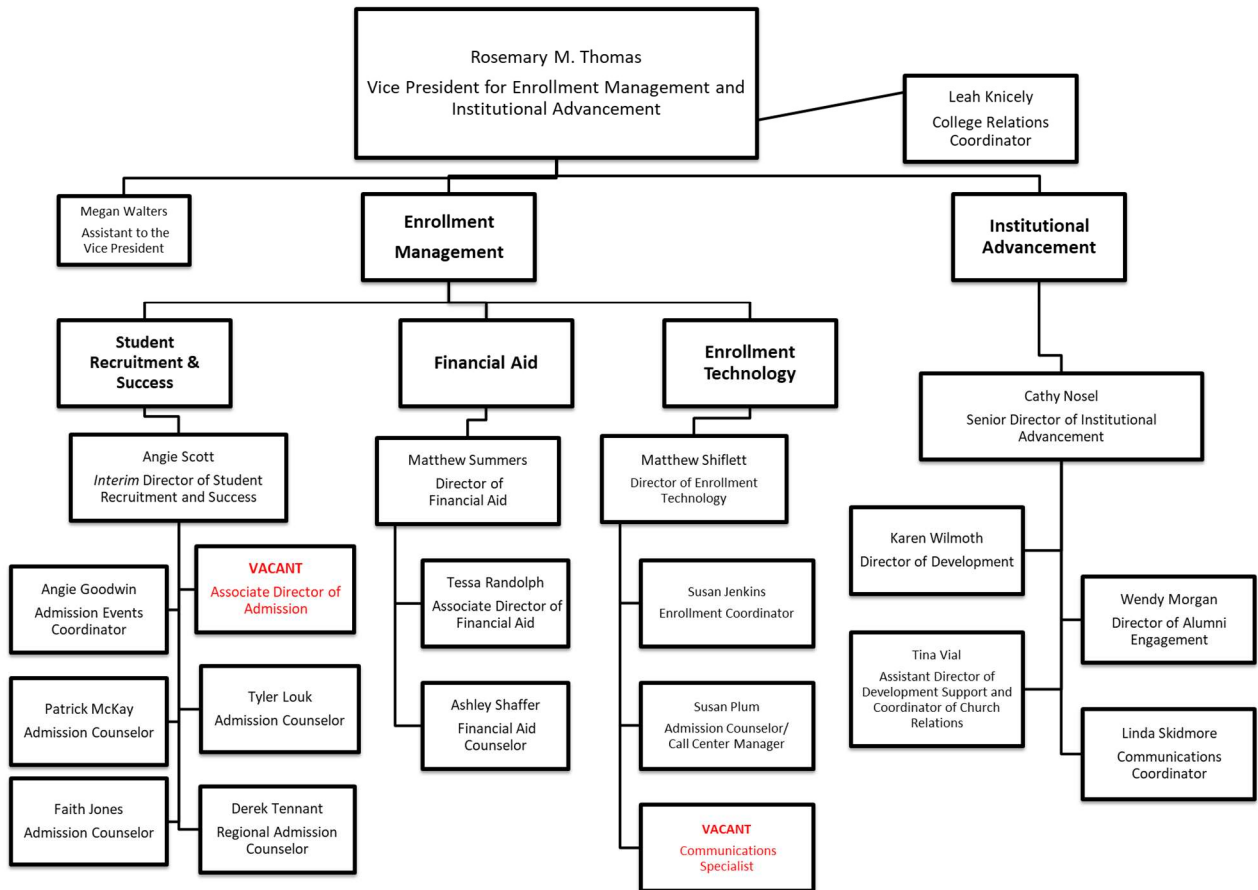 Rosemary M. Thomas
Vice President for Enrollment Management and
Institutional Advancement
Leah Knicely
College Relations
Coordinator
Megan Walters
Assistant to the
Vice President
Enrollment
Management
Institutional
Advancement
Student
Recruitment &
Success
Financial Aid
Enrollment
Technology
Cathy Nosel
Senior Director of Institutional
Advancement
Angie Scott
Interim Director of Student
Recruitment and Success
Matthew Summers
Director of
Financial Aid
Matthew Shiflett
Director of Enrollment
Technology
Karen Wilmoth
Director of Development
Angie Goodwin
Admission Events
Coordinator
VACANT
Associate Director of
Admission
Tessa Randolph
Associate Director of
Financial Aid
Susan Jenkins
Enrollment Coordinator
Wendy Morgan
Director of Alumni
Engagement
Tina Vial
Assistant Director of
Development Support and
Coordinator of Church
Relations
Patrick McKay
Admission Counselor
Tyler Louk
Admission Counselor
Ashley Shaffer
Financial Aid
Counselor
Susan Plum
Admission Counselor/
Call Center Manager
Linda Skidmore
Communications
Coordinator
Faith Jones
Admission Counselor
Derek Tennant
Regional Admission
Counselor
VACANT
Communications
Specialist